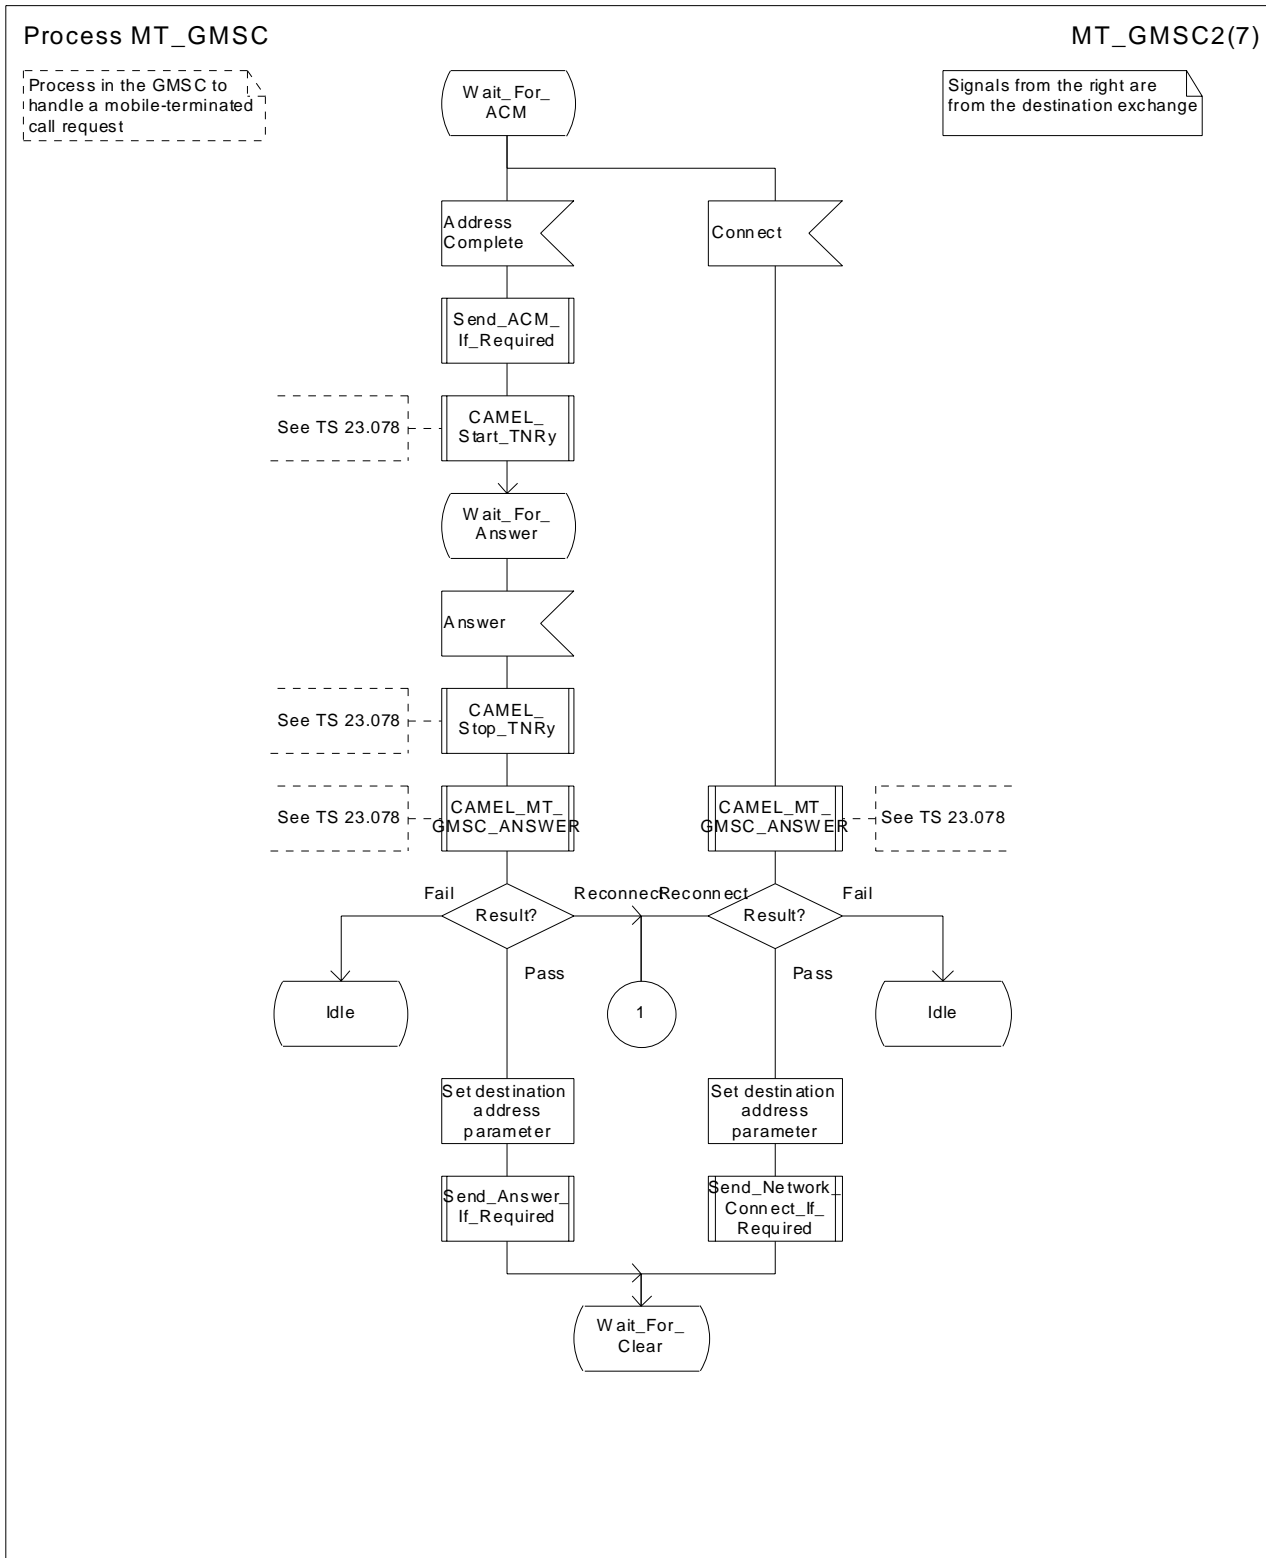 Process MT_GMSC
MT_GMSC2(7)
Process in the GMSC to
handle a mobile-terminated
call request
Signals from the right are
from the destination exchange
Wait_For_
ACM
Address
Complete
Connect
Send_ACM_
If_Required
See TS 23.078
CAMEL_
Start_TNRy
Wait_For_
Answer
Answer
See TS 23.078
CAMEL_
Stop_TNRy
See TS 23.078
CAMEL_MT_
GMSC_ANSWER
CAMEL_MT_
GMSC_ANSWER
See TS 23.078
Fail
Reconnect
Reconnect
Fail
Result?
Result?
Pass
Pass
Idle
1
Idle
Set destination
address
parameter
Set destination
address
parameter
Send_Answer_
If_Required
Send_Network_
Connect_If_
Required
Wait_For_
Clear